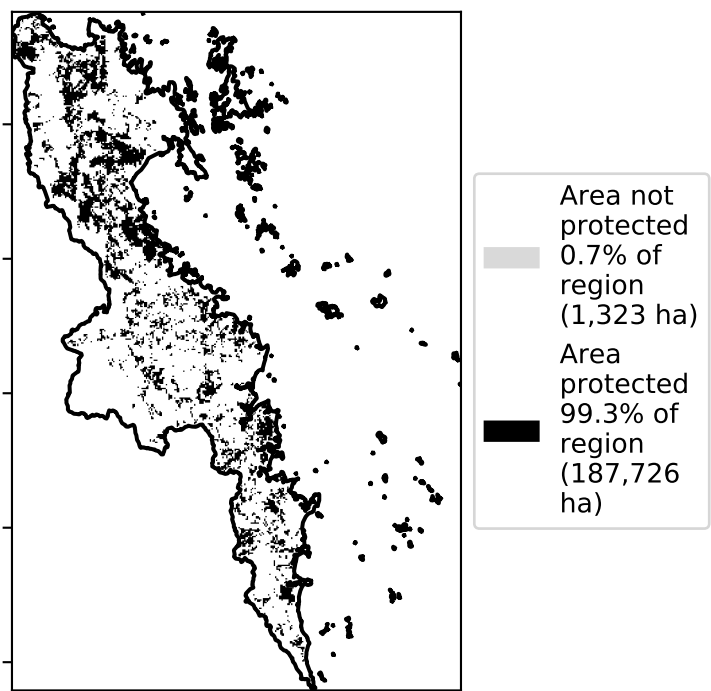 Area not
protected
0.7% of
region
(1,323 ha)
Area
protected
99.3% of
region
(187,726
ha)